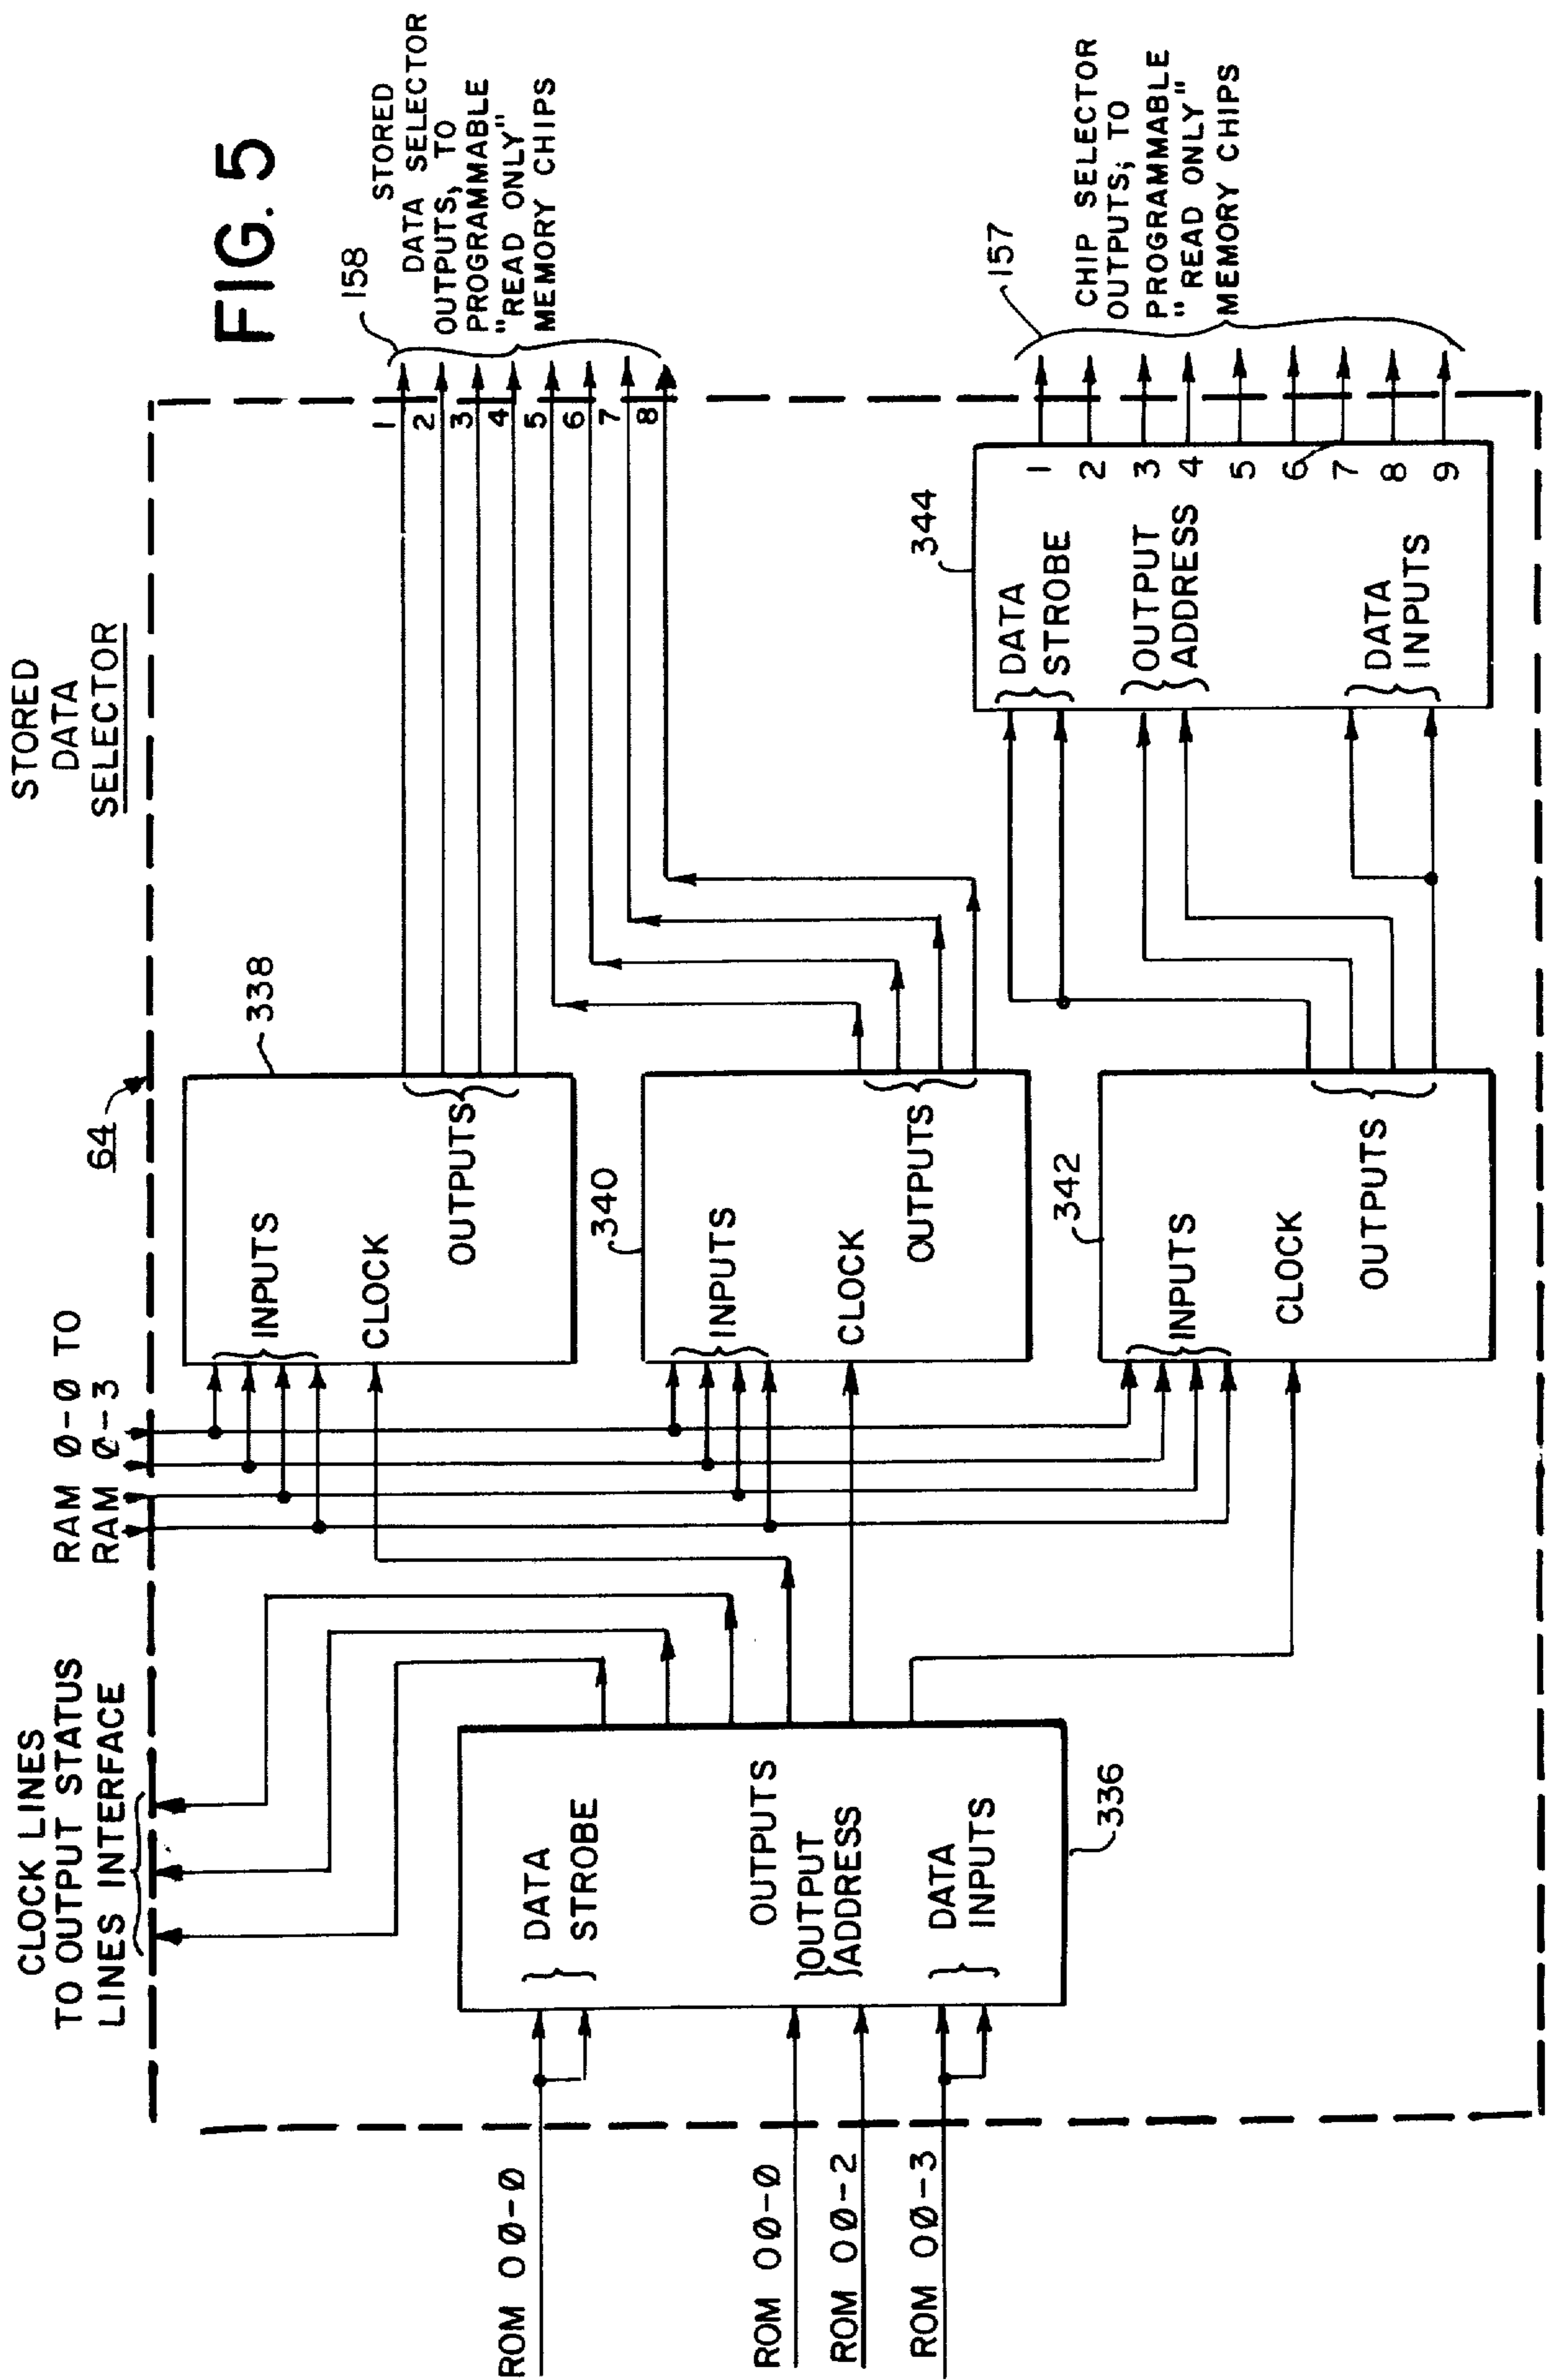 FIG. 5
STORED
DATA
SELECTOR
64
CLOCK LINES
TO OUTPUT STATUS
LINES INTERFACE
RAM 0-0 TO
RAM 0-3
338
INPUTS
CLOCK
OUTPUTS
1
2
3
4
5
6
7
8
158
STORED
DATA SELECTOR
OUTPUTS, TO
PROGRAMMABLE
"READ ONLY"
MEMORY CHIPS
340
INPUTS
CLOCK
OUTPUTS
342
INPUTS
CLOCK
OUTPUTS
ROM 00-0
ROM 00-0
ROM 00-2
ROM 00-3
DATA
STROBE
OUTPUTS
OUTPUT
ADDRESS
DATA
INPUTS
336
344
DATA
STROBE
OUTPUT
ADDRESS
DATA
INPUTS
1
2
3
4
5
6
7
8
9
157
CHIP SELECTOR
OUTPUTS; TO
PROGRAMMABLE
"READ ONLY"
MEMORY CHIPS